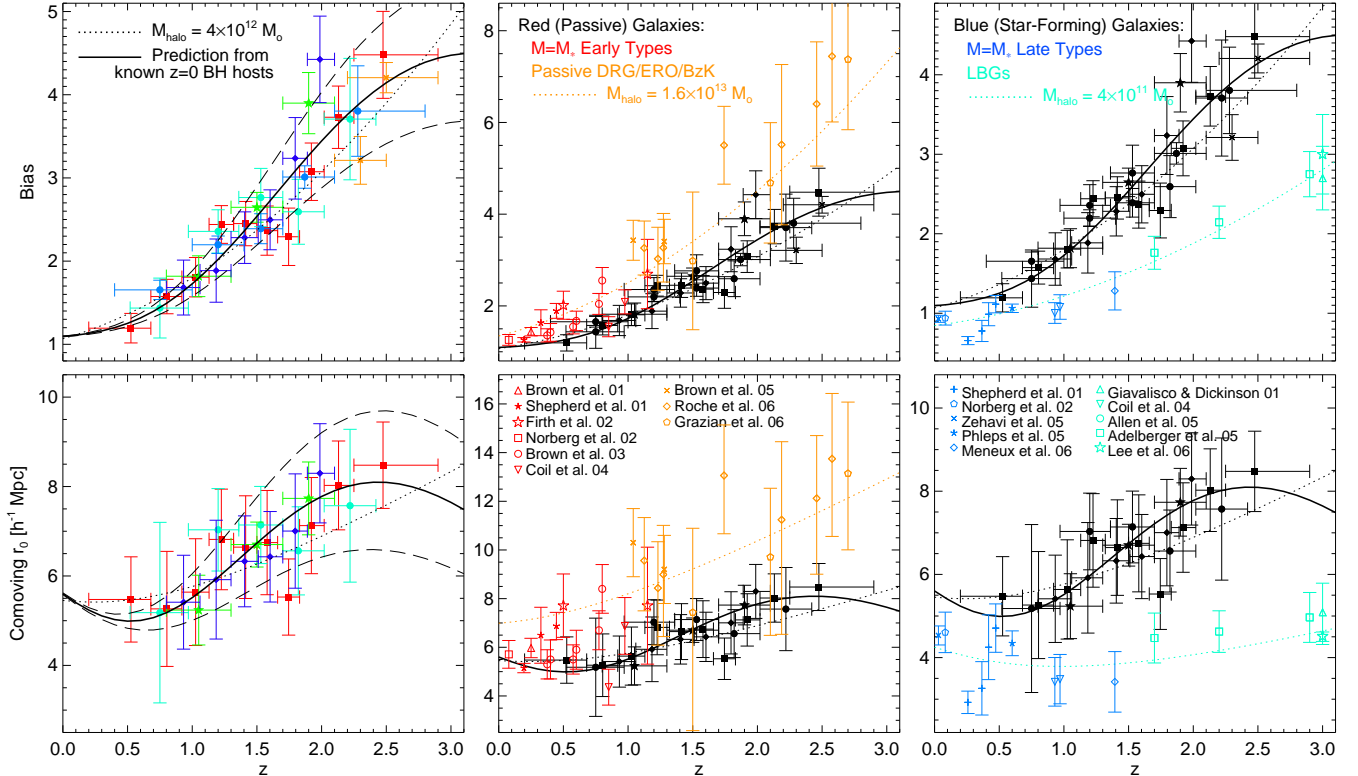 M_halo = 4×10^12 M_o
Prediction from
known z=0 BH hosts
Red (Passive) Galaxies:
M=M_* Early Types
Passive DRG/ERO/BzK
M_halo = 1.6×10^13 M_o
Blue (Star-Forming) Galaxies:
M=M_* Late Types
LBGs
M_halo = 4×10^11 M_o
Bias
5
4
3
2
1
8
6
4
2
5
4
3
2
1
Brown et al. 01
Shepherd et al. 01
Firth et al. 02
Norberg et al. 02
Brown et al. 03
Coil et al. 04
Brown et al. 05
Roche et al. 06
Grazian et al. 06
Shepherd et al. 01
Norberg et al. 02
Zehavi et al. 05
Phleps et al. 05
Meneux et al. 06
Giavalisco & Dickinson 01
Coil et al. 04
Allen et al. 05
Adelberger et al. 05
Lee et al. 06
Comoving r_0 [h^-1 Mpc]
10
8
6
4
16
14
12
10
8
6
4
10
8
6
4
0.0 0.5 1.0 1.5 2.0 2.5 3.0
z
0.0 0.5 1.0 1.5 2.0 2.5 3.0
z
0.0 0.5 1.0 1.5 2.0 2.5 3.0
z